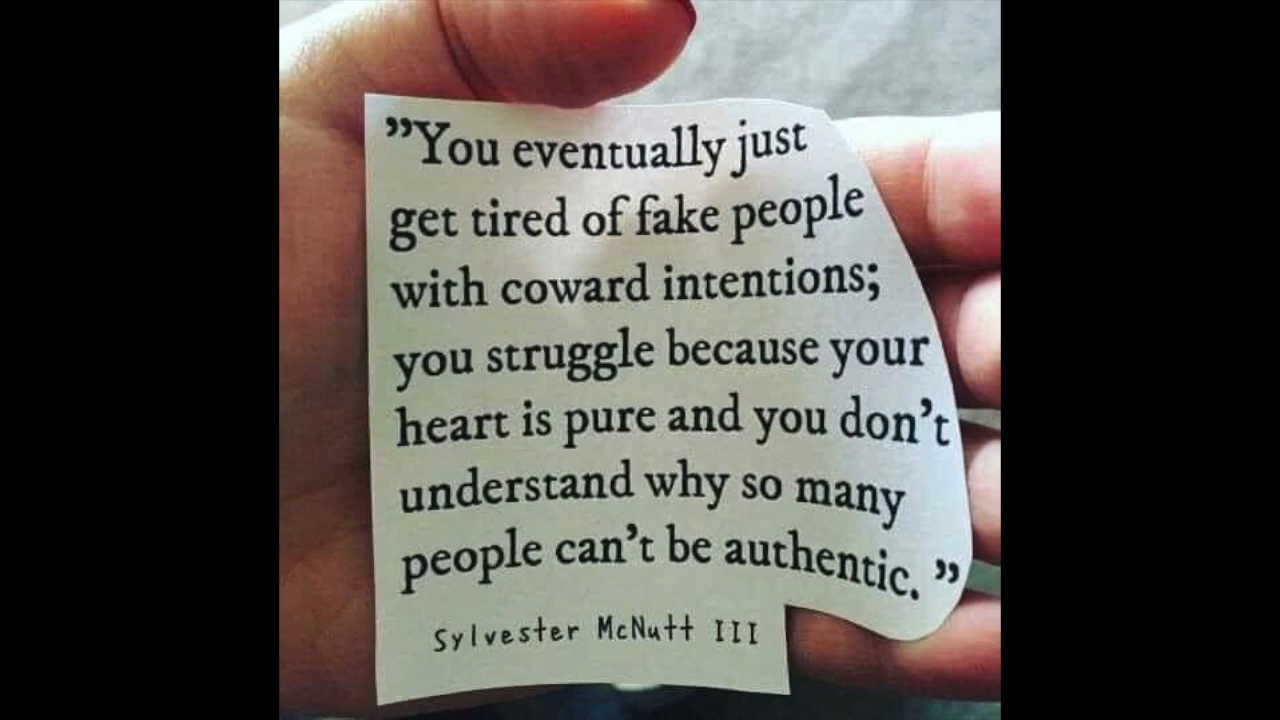 ”You eventually just
get tired of fake people
with coward intentions;
you struggle because your
heart is pure and you don’t
understand why so many
people can’t be authentic. ”
Sylvester McNutt III